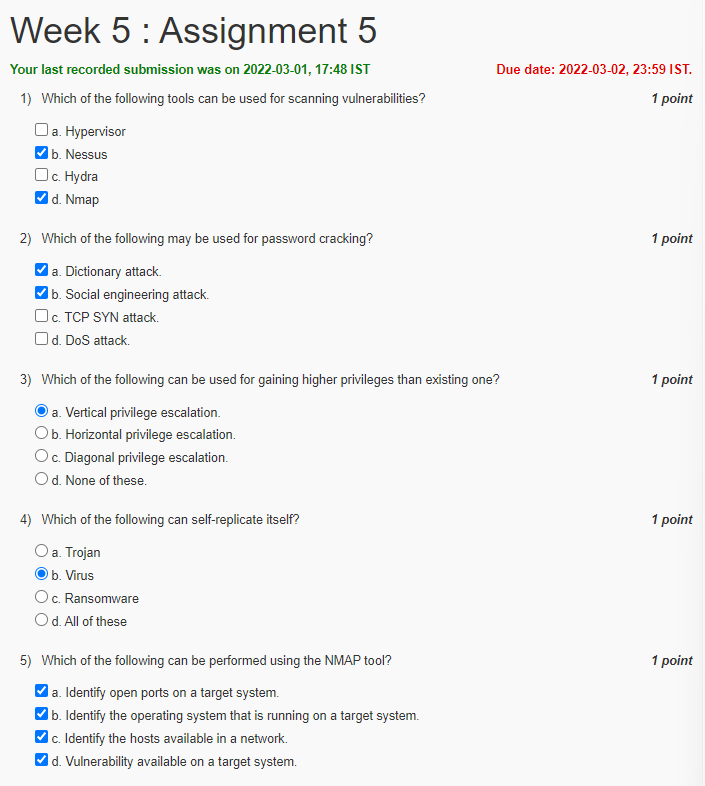 Week 5 : Assignment 5
Your last recorded submission was on 2022-03-01, 17:48 IST Due date: 2022-03-02, 23:59 IST.
1) Which of the following tools can be used for scanning vulnerabilities? 1 point
a. Hypervisor
b. Nessus
c. Hydra
d. Nmap
2) Which of the following may be used for password cracking? 1 point
a. Dictionary attack.
b. Social engineering attack.
c. TCP SYN attack.
d. DoS attack.
3) Which of the following can be used for gaining higher privileges than existing one? 1 point
a. Vertical privilege escalation.
b. Horizontal privilege escalation.
c. Diagonal privilege escalation.
d. None of these.
4) Which of the following can self-replicate itself? 1 point
a. Trojan
b. Virus
c. Ransomware
d. All of these
5) Which of the following can be performed using the NMAP tool? 1 point
a. Identify open ports on a target system.
b. Identify the operating system that is running on a target system.
c. Identify the hosts available in a network.
d. Vulnerability available on a target system.